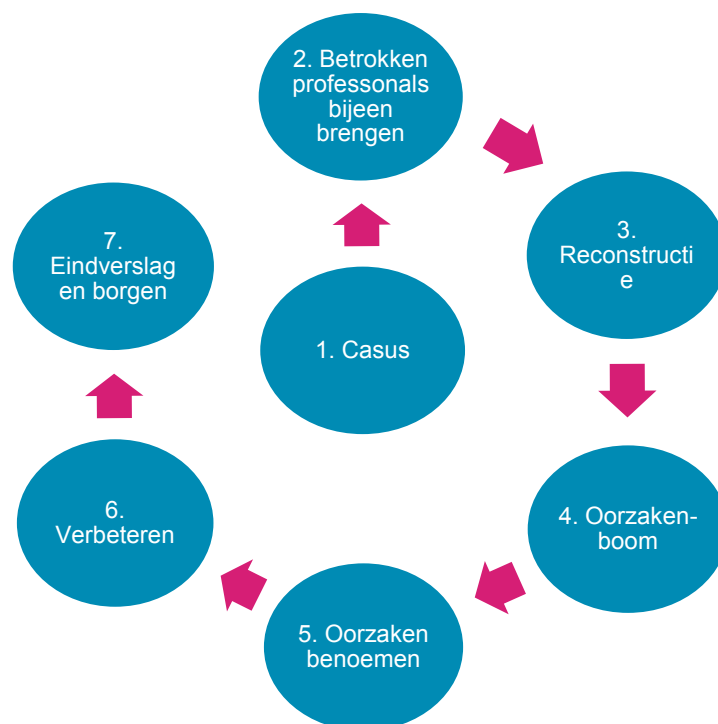 1. Casus
2. Betrokken
professonals
bijeen
brengen
3.
Reconstructi
e
4. Oorzaken-
boom
5. Oorzaken
benoemen
6.
Verbeteren
7.
Eindverslag
en borgen